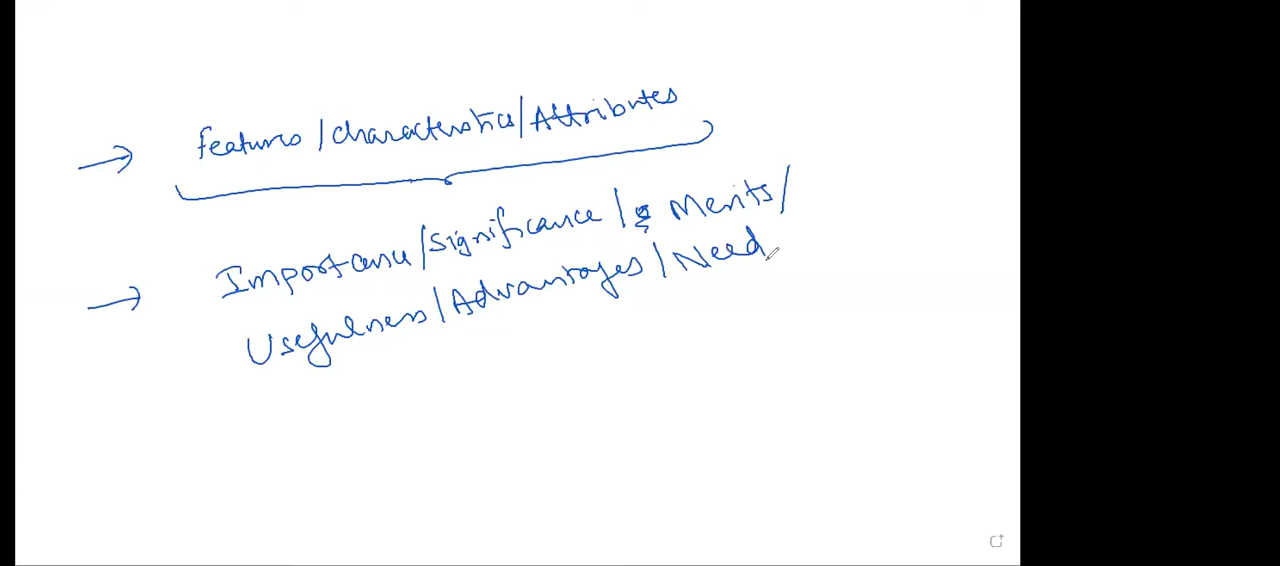 features / characteristics / Attributes
Importance / Significance / Merits /
Usefulness / Advantages / Need